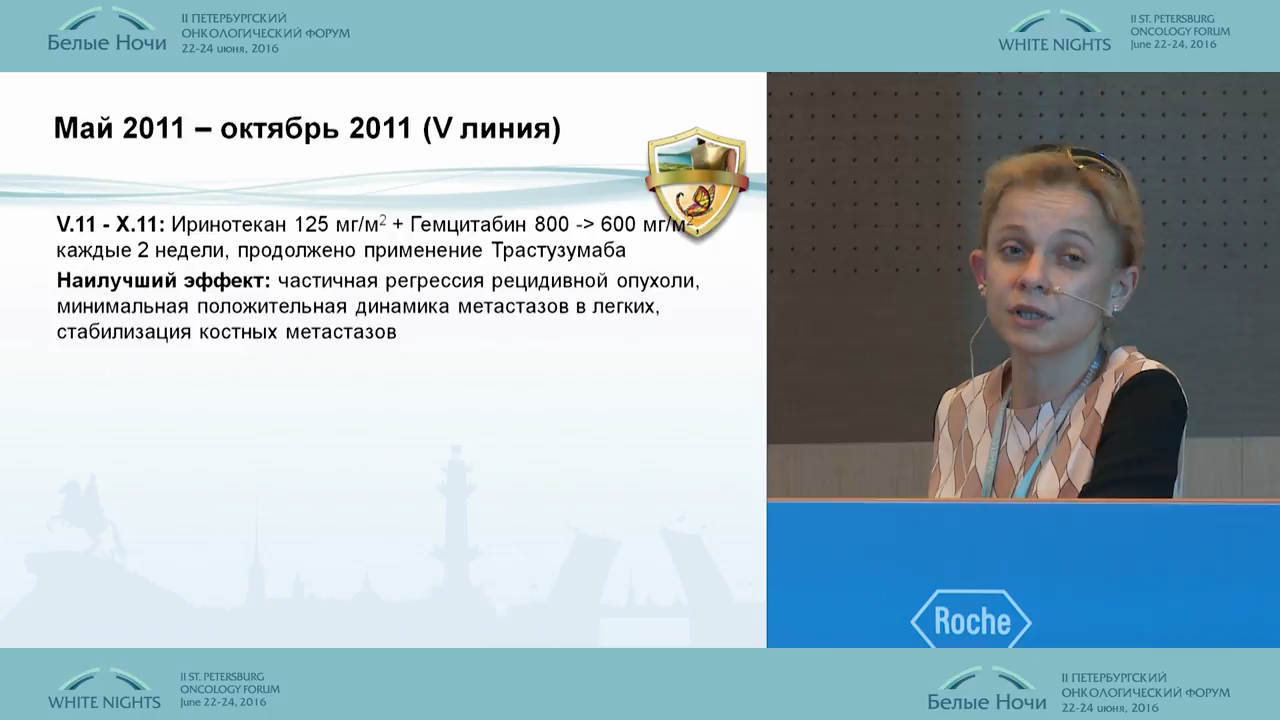 Белые Ночи
II ПЕТЕРБУРГСКИЙ
ОНКОЛОГИЧЕСКИЙ ФОРУМ
22-24 июня, 2016
WHITE NIGHTS
II ST. PETERSBURG
ONCOLOGY FORUM
June 22-24, 2016
Май 2011 – октябрь 2011 (V линия)
V.11 - X.11: Иринотекан 125 мг/м2 + Гемцитабин 800 -> 600 мг/м2,
каждые 2 недели, продолжено применение Трастузумаба
Наилучший эффект: частичная регрессия рецидивной опухоли,
минимальная положительная динамика метастазов в легких,
стабилизация костных метастазов
Roche
WHITE NIGHTS
II ST. PETERSBURG
ONCOLOGY FORUM
June 22-24, 2016
Белые Ночи
II ПЕТЕРБУРГСКИЙ
ОНКОЛОГИЧЕСКИЙ ФОРУМ
22-24 июня, 2016